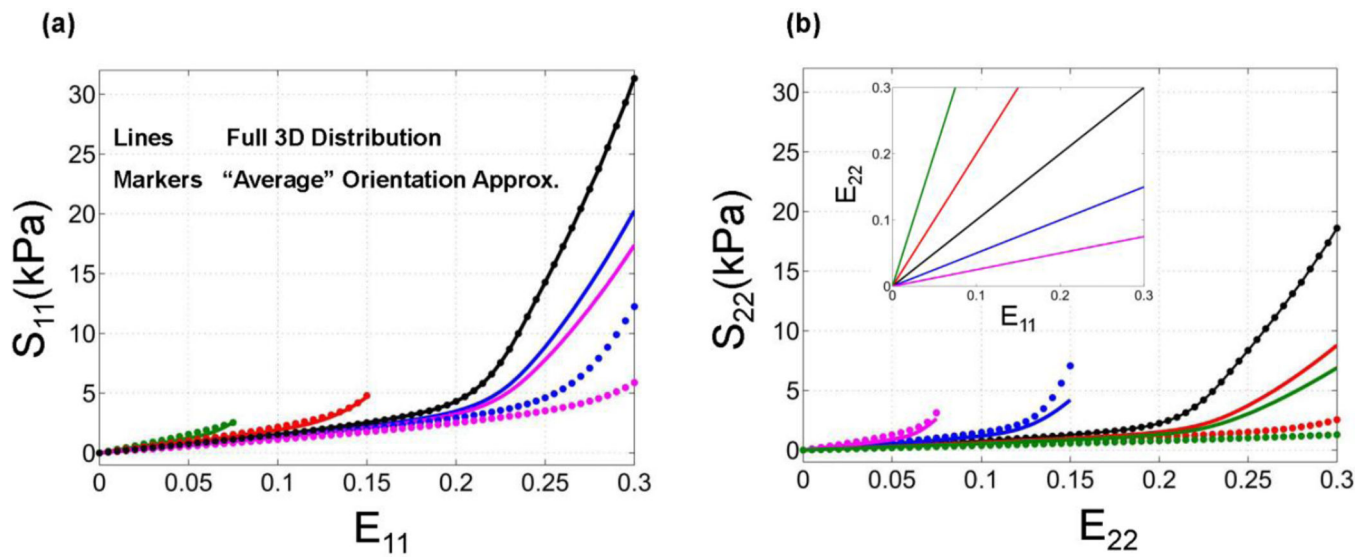 (a)
(b)
S11(kPa)
30
25
20
15
10
5
0
Lines Full 3D Distribution
Markers “Average” Orientation Approx.
0 0.05 0.1 0.15 0.2 0.25 0.3
E11
S22(kPa)
30
25
20
15
10
5
0
E22
0.3
0.2
0.1
0
0 0.1 0.2 0.3
E11
0 0.05 0.1 0.15 0.2 0.25 0.3
E22